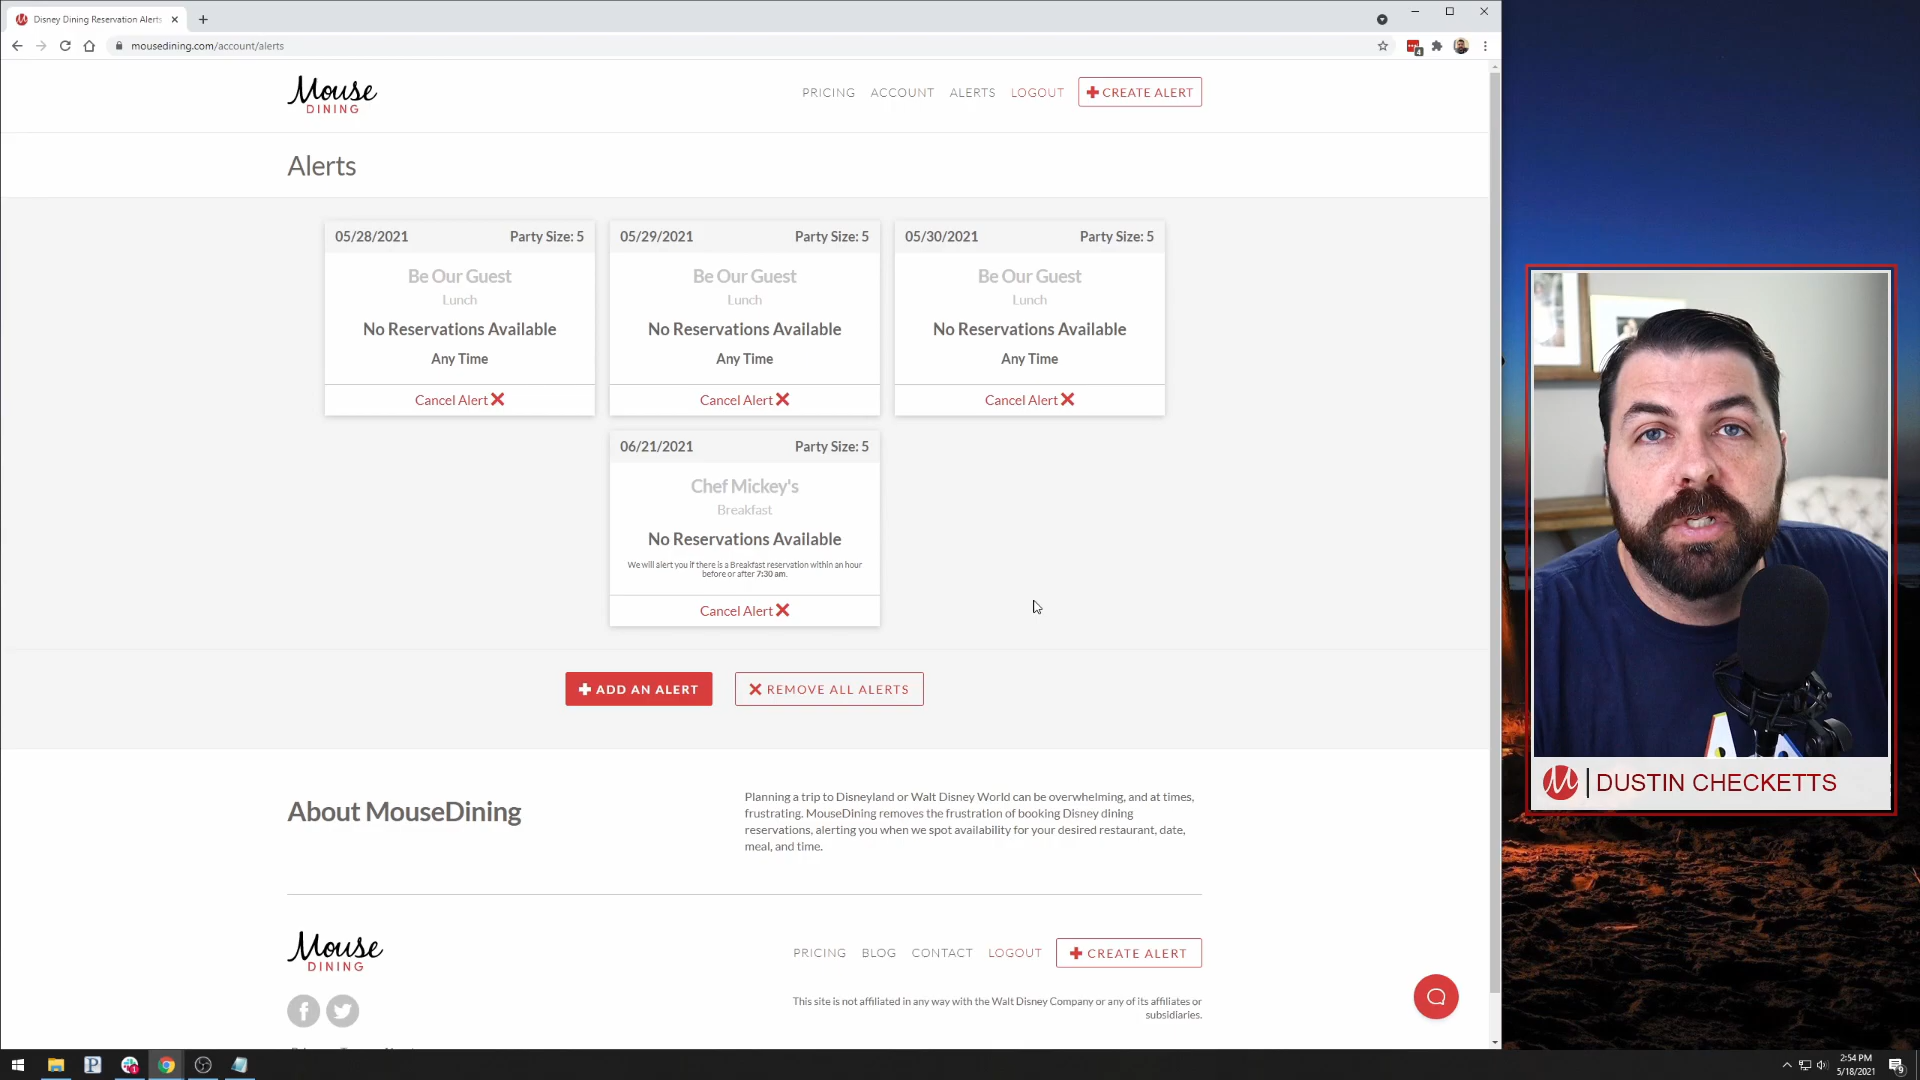 Disney Dining Reservation Alerts
mousedining.com/account/alerts
4
Mouse
DINING
PRICING ACCOUNT ALERTS LOGOUT CREATE ALERT
Alerts
05/28/2021 Party Size: 5
Be Our Guest
Lunch
No Reservations Available
Any Time
Cancel Alert
05/29/2021 Party Size: 5
Be Our Guest
Lunch
No Reservations Available
Any Time
Cancel Alert
05/30/2021 Party Size: 5
Be Our Guest
Lunch
No Reservations Available
Any Time
Cancel Alert
06/21/2021 Party Size: 5
Chef Mickey's
Breakfast
No Reservations Available
We will alert you if there is a Breakfast reservation within an hour
before or after 7:30 am.
Cancel Alert
ADD AN ALERT REMOVE ALL ALERTS
About MouseDining
Planning a trip to Disneyland or Walt Disney World can be overwhelming, and at times,
frustrating. MouseDining removes the frustration of booking Disney dining
reservations, alerting you when we spot availability for your desired restaurant, date,
meal, and time.
Mouse
DINING
PRICING BLOG CONTACT LOGOUT CREATE ALERT
This site is not affiliated in any way with the Walt Disney Company or any of its affiliates or
subsidiaries.
M DUSTIN CHECKETTS
2:54 PM
5/18/2021
9